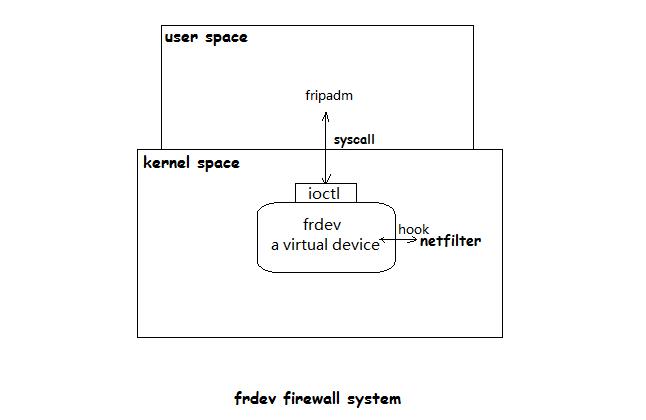 user space
fripadm
syscall
kernel space
ioctl
frdev
a virtual device
hook
netfilter
frdev firewall system